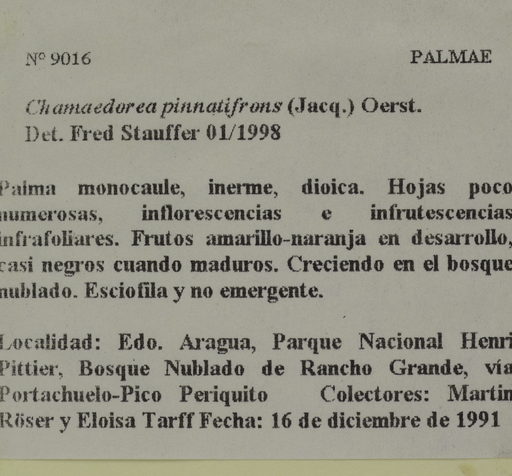 Nº 9016 PALMAE
Chamaedorea pinnatifrons (Jacq.) Oerst.
Det. Fred Stauffer 01/1998
Palma monocaule, inerme, dioica. Hojas poco
numerosas, inflorescencias e infrutescencias
infrafoliares. Frutos amarillo-naranja en desarrollo,
casi negros cuando maduros. Creciendo en el bosque
nublado. Esciofila y no emergente.
Localidad: Edo. Aragua, Parque Nacional Henri
Pittier, Bosque Nublado de Rancho Grande, vía
Portachuelo-Pico Periquito Colectores: Martin
Röser y Eloisa Tarff Fecha: 16 de diciembre de 1991